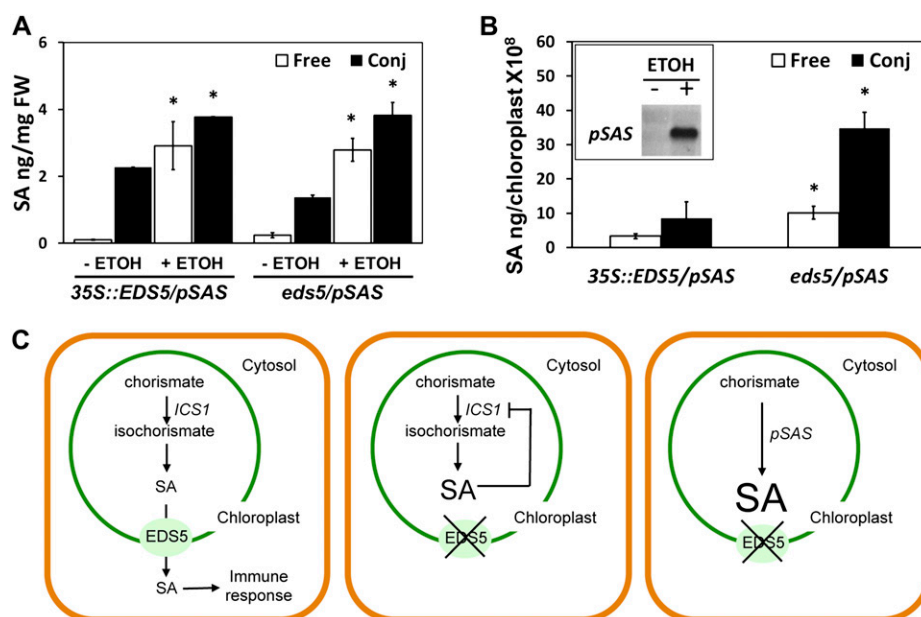 A
SA ng/mg FW
6
4
2
0
Free Conj
* * * *
- ETOH + ETOH - ETOH + ETOH
35S::EDS5/pSAS eds5/pSAS
B
SA ng/chloroplast X10⁸
60
50
40
30
20
10
0
ETOH
- +
pSAS
Free Conj
* *
35S::EDS5/pSAS eds5/pSAS
C
Cytosol
chorismate
ICS1
isochorismate
SA
Chloroplast
EDS5
SA
Immune
response
Cytosol
chorismate
ICS1
isochorismate
SA
Chloroplast
EDS5
Cytosol
chorismate
pSAS
SA
Chloroplast
EDS5